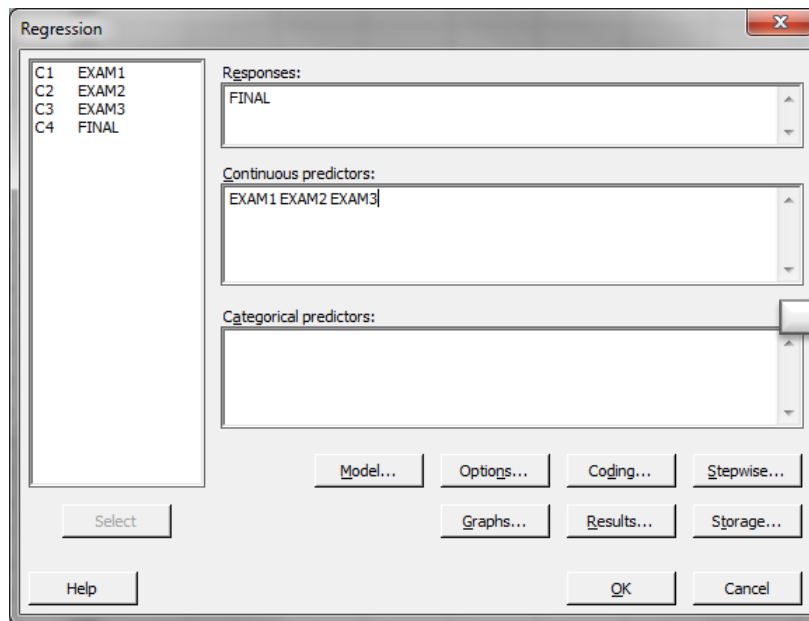 Regression
C1 EXAM1
C2 EXAM2
C3 EXAM3
C4 FINAL
Responses:
FINAL
Continuous predictors:
EXAM1 EXAM2 EXAM3
Categorical predictors:
Model...
Options...
Coding...
Stepwise...
Select
Graphs...
Results...
Storage...
Help
OK
Cancel